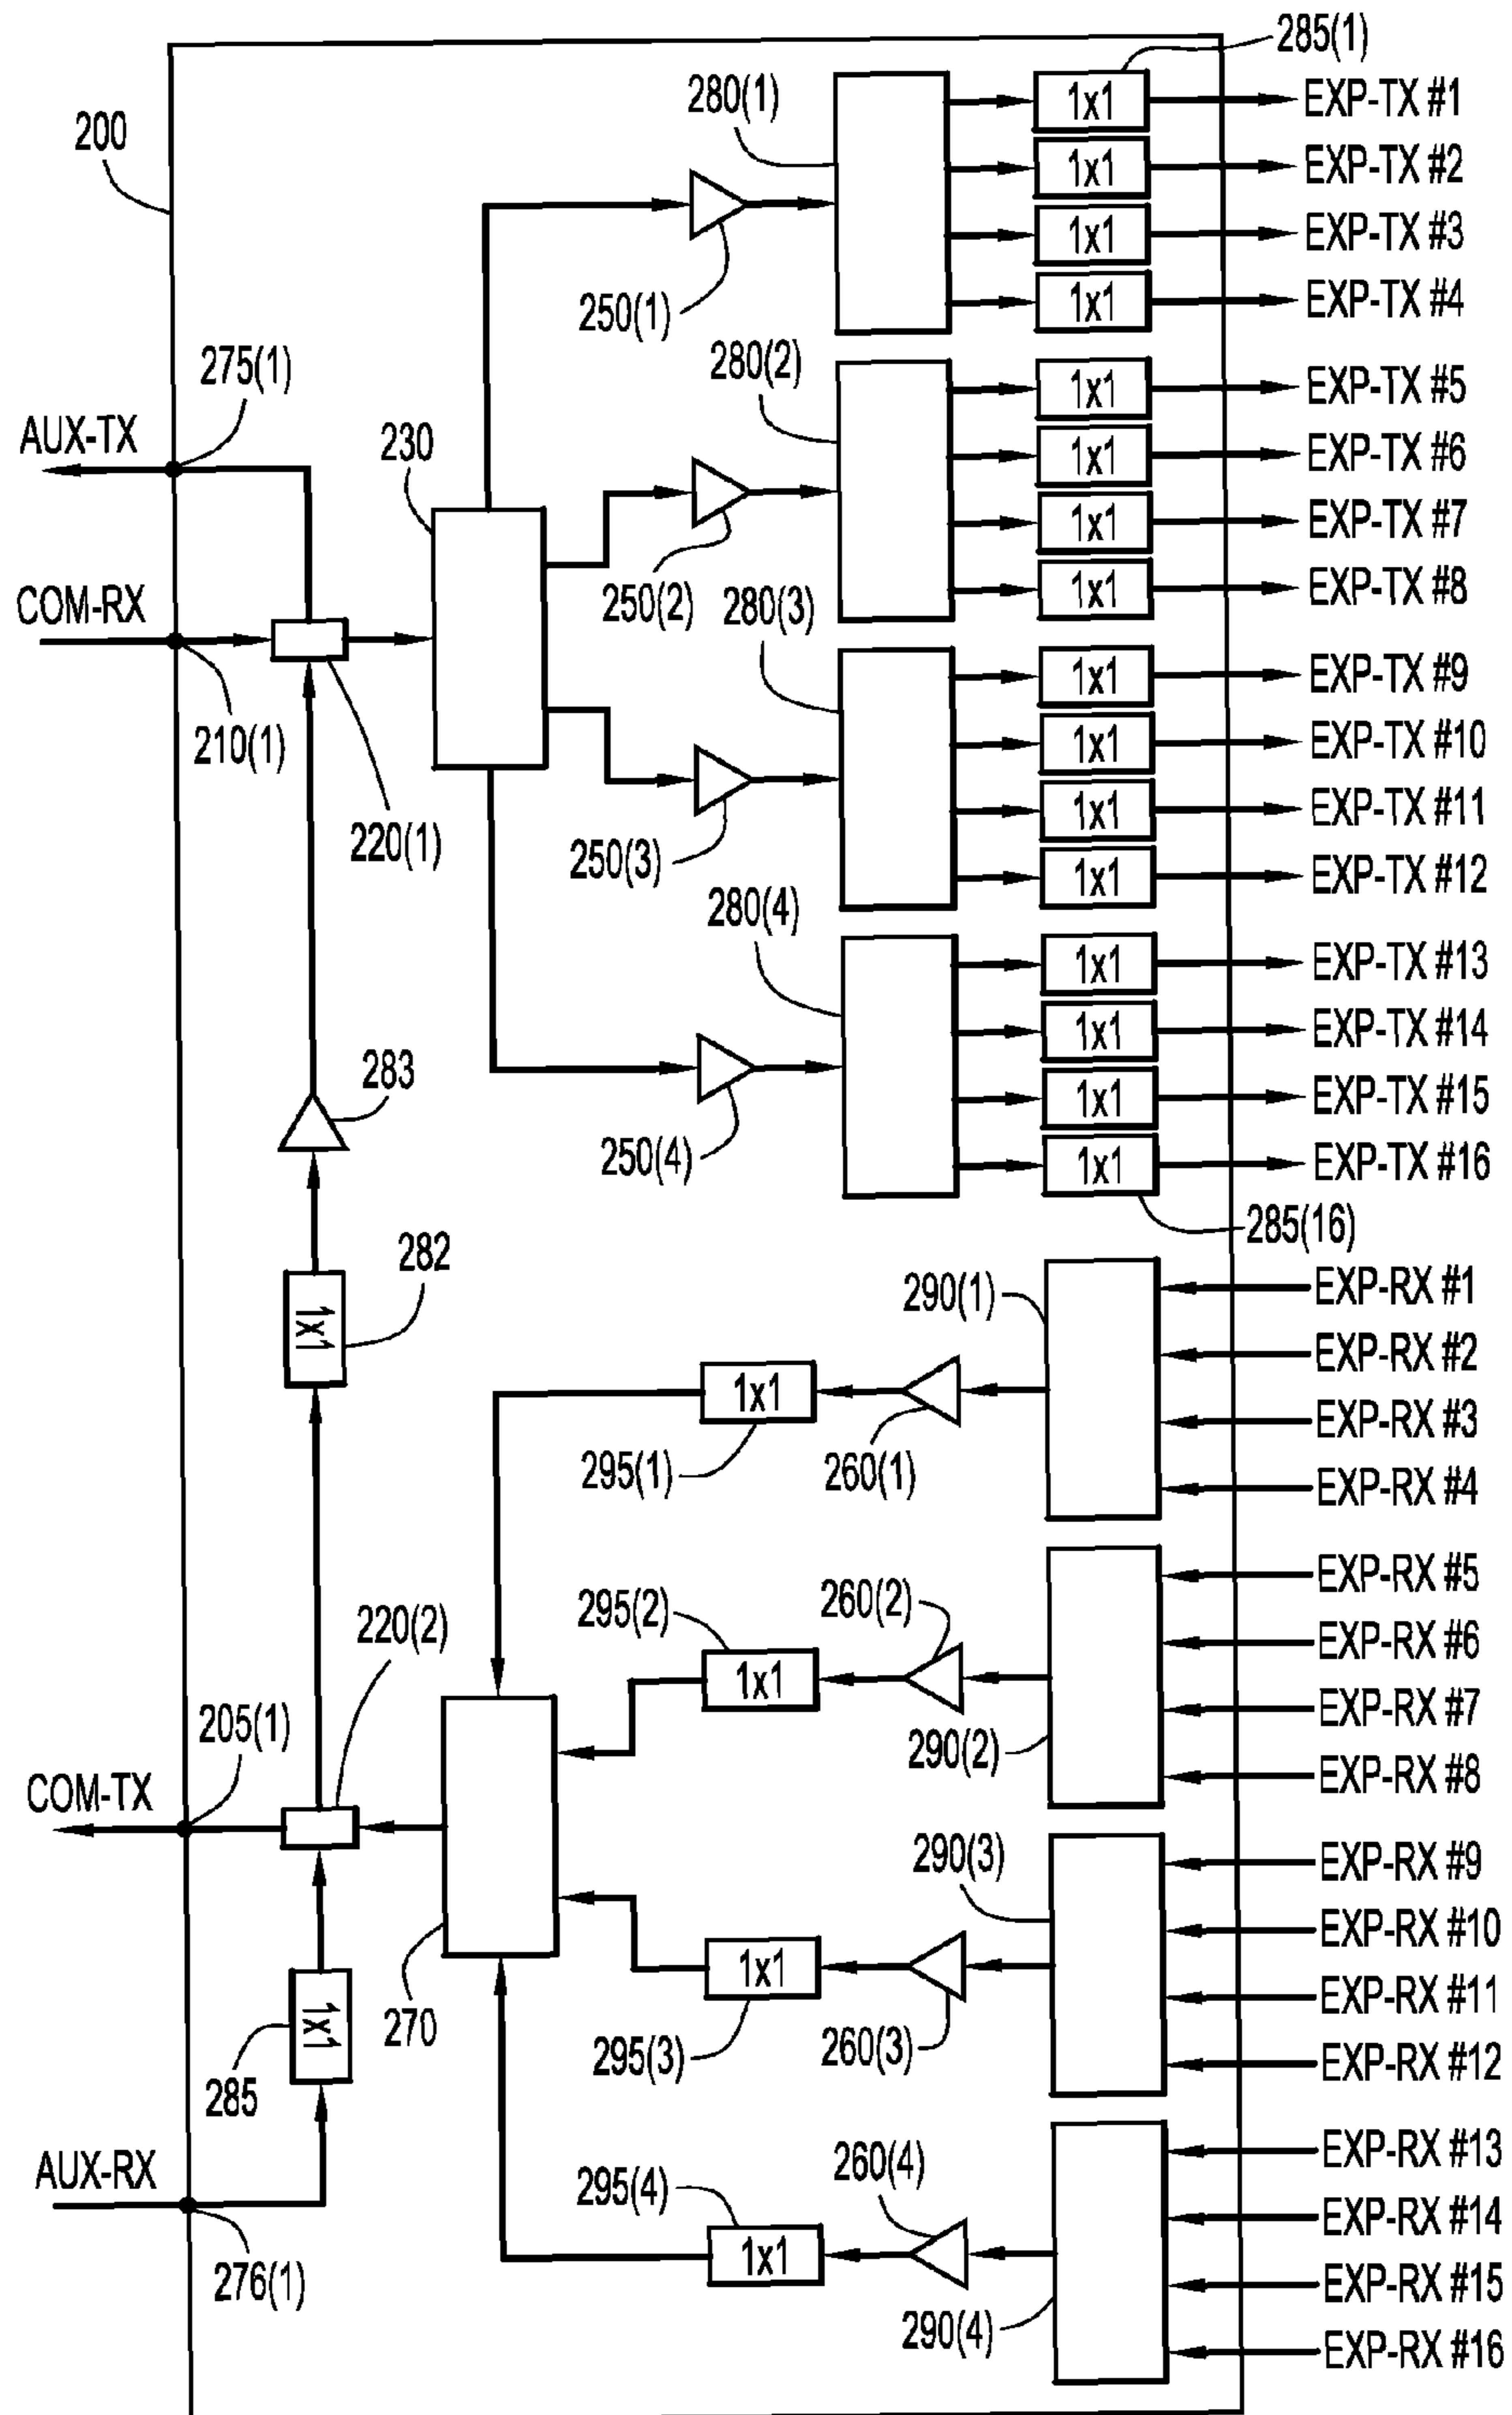 285(1)
1x1
EXP-TX #1
280(1)
200
1x1
EXP-TX #2
1x1
EXP-TX #3
250(1)
1x1
EXP-TX #4
275(1)
280(2)
1x1
EXP-TX #5
AUX-TX
230
1x1
EXP-TX #6
1x1
EXP-TX #7
COM-RX
250(2)
280(3)
1x1
EXP-TX #8
1x1
EXP-TX #9
210(1)
1x1
EXP-TX #10
220(1)
250(3)
1x1
EXP-TX #11
1x1
EXP-TX #12
280(4)
1x1
EXP-TX #13
1x1
EXP-TX #14
283
1x1
EXP-TX #15
250(4)
1x1
EXP-TX #16
285(16)
282
290(1)
EXP-RX #1
1x1
EXP-RX #2
1x1
EXP-RX #3
295(1)
260(1)
EXP-RX #4
EXP-RX #5
220(2)
295(2)
260(2)
EXP-RX #6
1x1
205(1)
290(2)
EXP-RX #7
COM-TX
EXP-RX #8
290(3)
EXP-RX #9
EXP-RX #10
1x1
1x1
270
EXP-RX #11
285
295(3)
260(3)
EXP-RX #12
AUX-RX
295(4)
260(4)
EXP-RX #13
EXP-RX #14
276(1)
1x1
EXP-RX #15
290(4)
EXP-RX #16